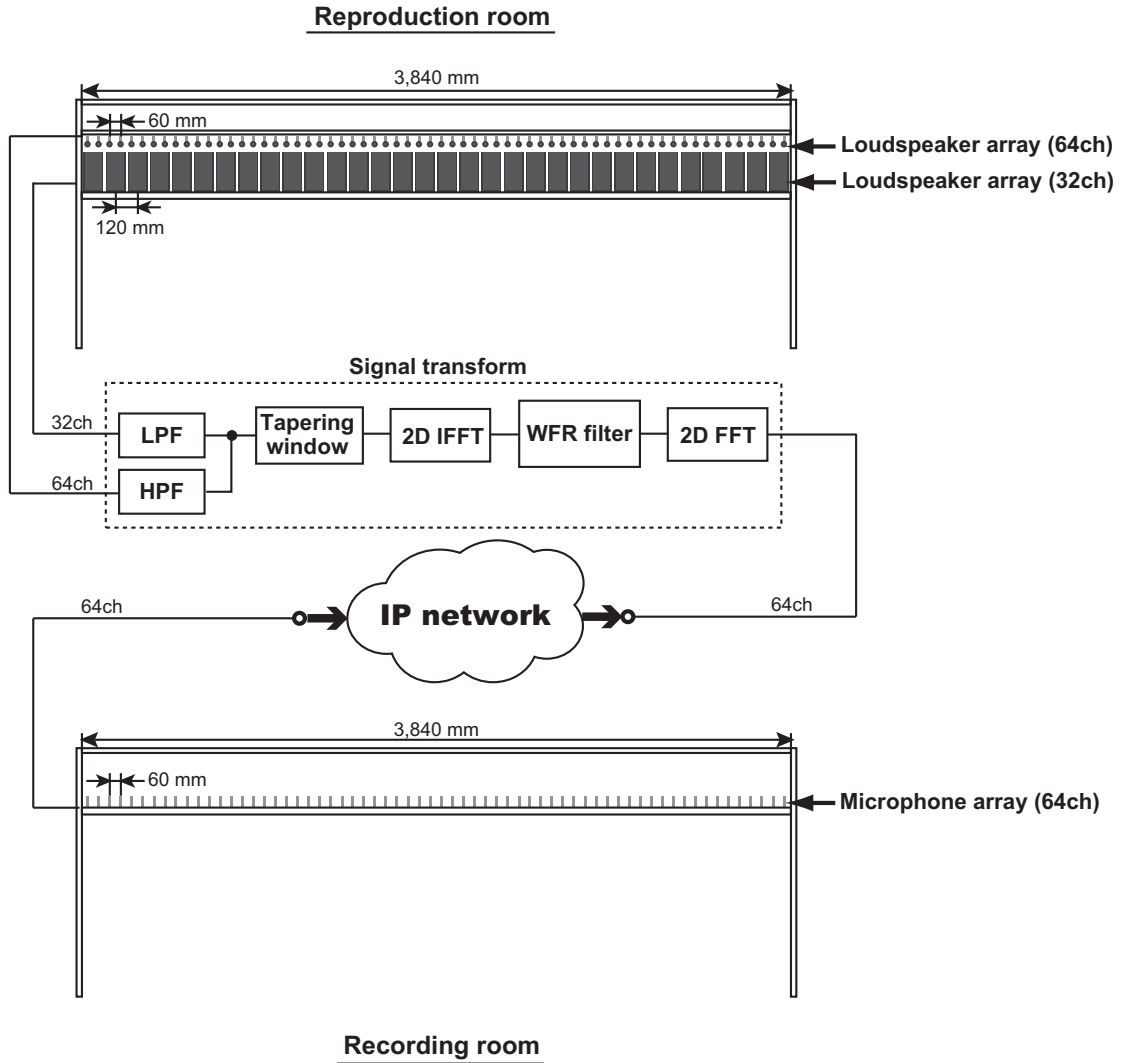 Reproduction room
3,840 mm
60 mm
Loudspeaker array (64ch)
Loudspeaker array (32ch)
120 mm
Signal transform
32ch
LPF
Tapering
window
2D IFFT
WFR filter
2D FFT
64ch
HPF
64ch
IP network
64ch
3,840 mm
60 mm
Microphone array (64ch)
Recording room